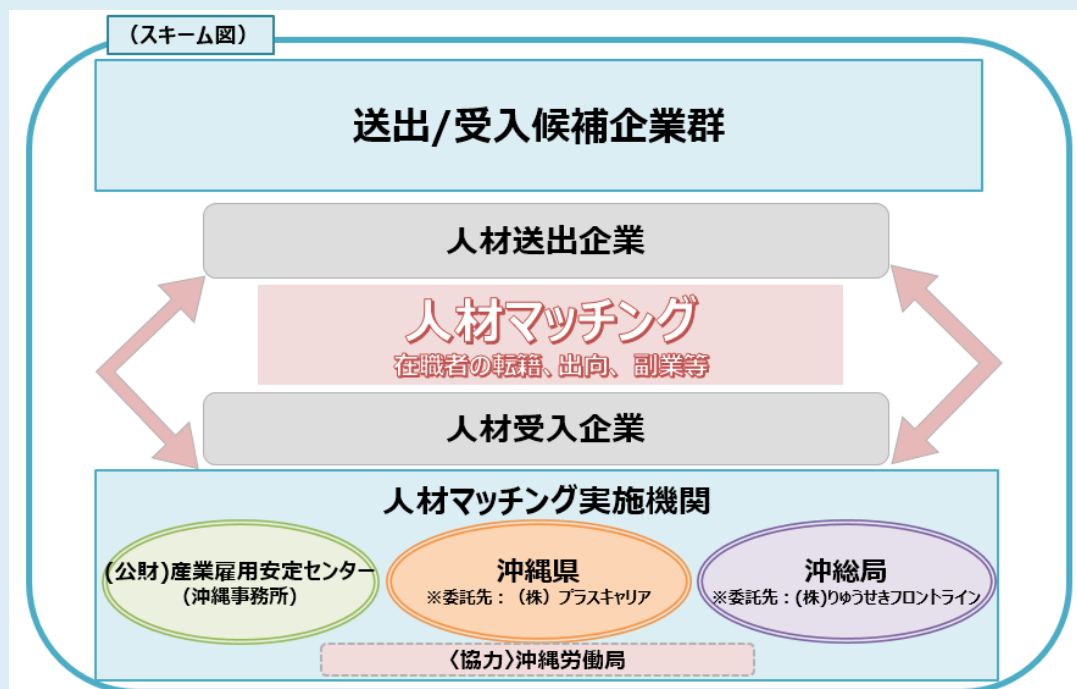 （スキーム図）
送出/受入候補企業群
人材送出企業
人材マッチング
在職者の転籍、出向、副業等
人材受入企業
人材マッチング実施機関
(公財)産業雇用安定センター
(沖縄事務所)
沖縄県
※委託先：（株）プラスキャリア
沖総局
※委託先：(株)りゅうせきフロントライン
〈協力〉沖縄労働局